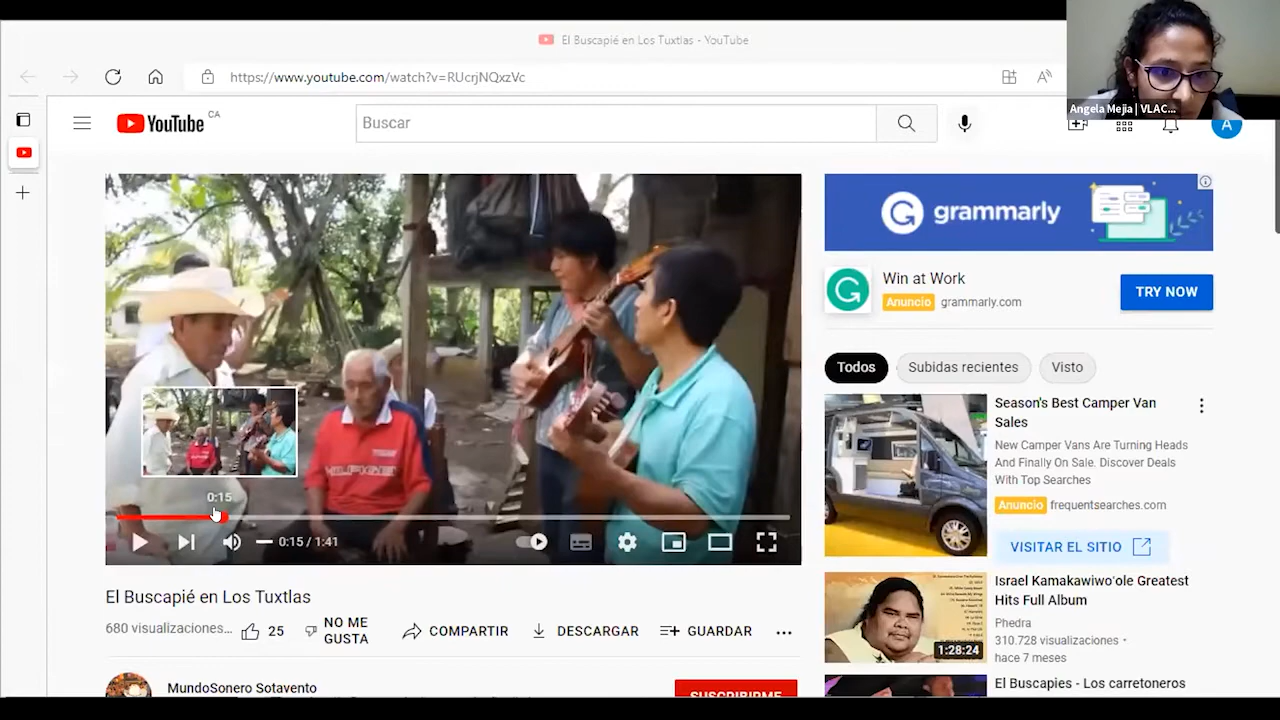 El Buscapié en Los Tuxtlas - YouTube
https://www.youtube.com/watch?v=RUcrjNQxzVc
Angela Mejia | VLAC...
YouTube CA
Buscar
A
grammarly
Win at Work
Anuncio grammarly.com
TRY NOW
Todos
Subidas recientes
Visto
Season's Best Camper Van
Sales
New Camper Vans Are Turning Heads
And Finally On Sale. Discover Deals
With Top Searches
Anuncio frequentsearches.com
VISITAR EL SITIO
0:15
0:15 / 1:41
El Buscapié en Los Tuxtlas
680 visualizaciones...
NO ME
GUSTA
COMPARTIR
DESCARGAR
GUARDAR
MundoSonero Sotavento
SUSCRIBIRME
Israel Kamakawiwo'ole Greatest
Hits Full Album
Phedra
310.728 visualizaciones •
hace 7 meses
1:28:24
El Buscapies - Los carretoneros